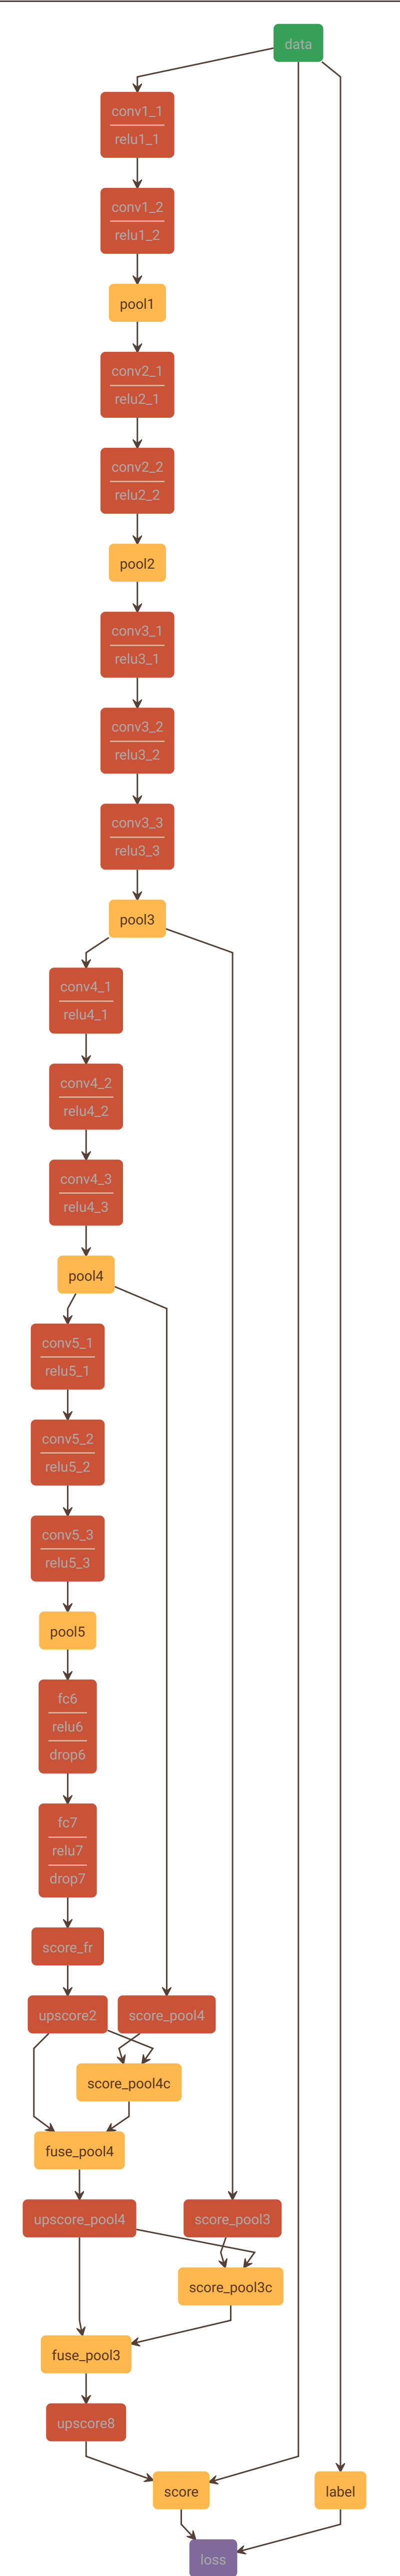 data
conv1_1
relu1_1
conv1_2
relu1_2
pool1
conv2_1
relu2_1
conv2_2
relu2_2
pool2
conv3_1
relu3_1
conv3_2
relu3_2
conv3_3
relu3_3
pool3
conv4_1
relu4_1
conv4_2
relu4_2
conv4_3
relu4_3
pool4
conv5_1
relu5_1
conv5_2
relu5_2
conv5_3
relu5_3
pool5
fc6
relu6
drop6
fc7
relu7
drop7
score_fr
upscore2
score_pool4
score_pool4c
fuse_pool4
upscore_pool4
score_pool3
score_pool3c
fuse_pool3
upscore8
score
label
loss